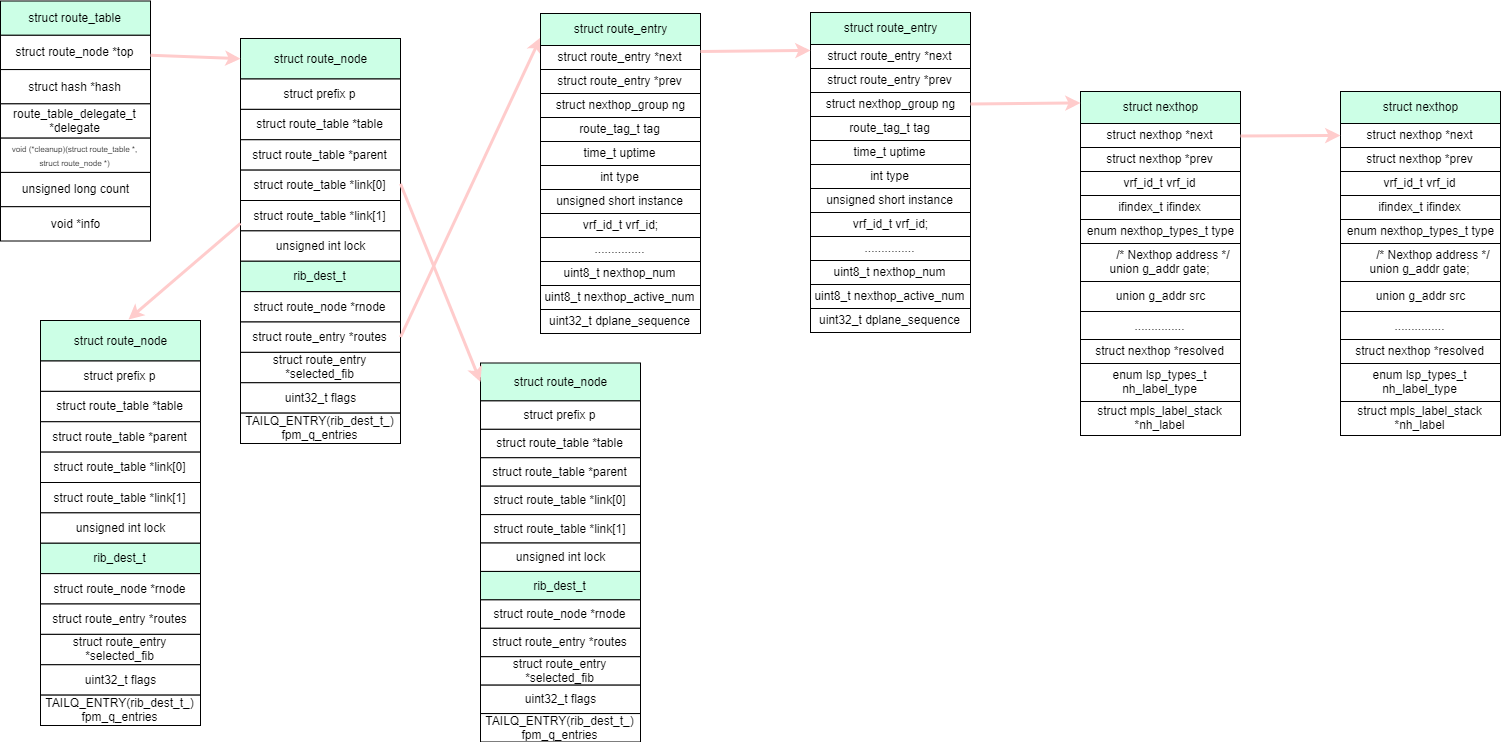 struct route_table
struct route_node *top
struct hash *hash
route_table_delegate_t
*delegate
void (*cleanup)(struct route_table *,
struct route_node *)
unsigned long count
void *info
struct route_node
struct prefix p
struct route_table *table
struct route_table *parent
struct route_table *link[0]
struct route_table *link[1]
unsigned int lock
rib_dest_t
struct route_node *rnode
struct route_entry *routes
struct route_entry
*selected_fib
uint32_t flags
TAILQ_ENTRY(rib_dest_t_)
fpm_q_entries
struct route_node
struct prefix p
struct route_table *table
struct route_table *parent
struct route_table *link[0]
struct route_table *link[1]
unsigned int lock
rib_dest_t
struct route_node *rnode
struct route_entry *routes
struct route_entry
*selected_fib
uint32_t flags
TAILQ_ENTRY(rib_dest_t_)
fpm_q_entries
struct route_node
struct prefix p
struct route_table *table
struct route_table *parent
struct route_table *link[0]
struct route_table *link[1]
unsigned int lock
rib_dest_t
struct route_node *rnode
struct route_entry *routes
struct route_entry
*selected_fib
uint32_t flags
TAILQ_ENTRY(rib_dest_t_)
fpm_q_entries
struct route_entry
struct route_entry *next
struct route_entry *prev
struct nexthop_group ng
route_tag_t tag
time_t uptime
int type
unsigned short instance
vrf_id_t vrf_id;
...............
uint8_t nexthop_num
uint8_t nexthop_active_num
uint32_t dplane_sequence
struct route_entry
struct route_entry *next
struct route_entry *prev
struct nexthop_group ng
route_tag_t tag
time_t uptime
int type
unsigned short instance
vrf_id_t vrf_id;
...............
uint8_t nexthop_num
uint8_t nexthop_active_num
uint32_t dplane_sequence
struct nexthop
struct nexthop *next
struct nexthop *prev
vrf_id_t vrf_id
ifindex_t ifindex
enum nexthop_types_t type
/* Nexthop address */
union g_addr gate;
union g_addr src
...............
struct nexthop *resolved
enum lsp_types_t
nh_label_type
struct mpls_label_stack
*nh_label
struct nexthop
struct nexthop *next
struct nexthop *prev
vrf_id_t vrf_id
ifindex_t ifindex
enum nexthop_types_t type
/* Nexthop address */
union g_addr gate;
union g_addr src
...............
struct nexthop *resolved
enum lsp_types_t
nh_label_type
struct mpls_label_stack
*nh_label